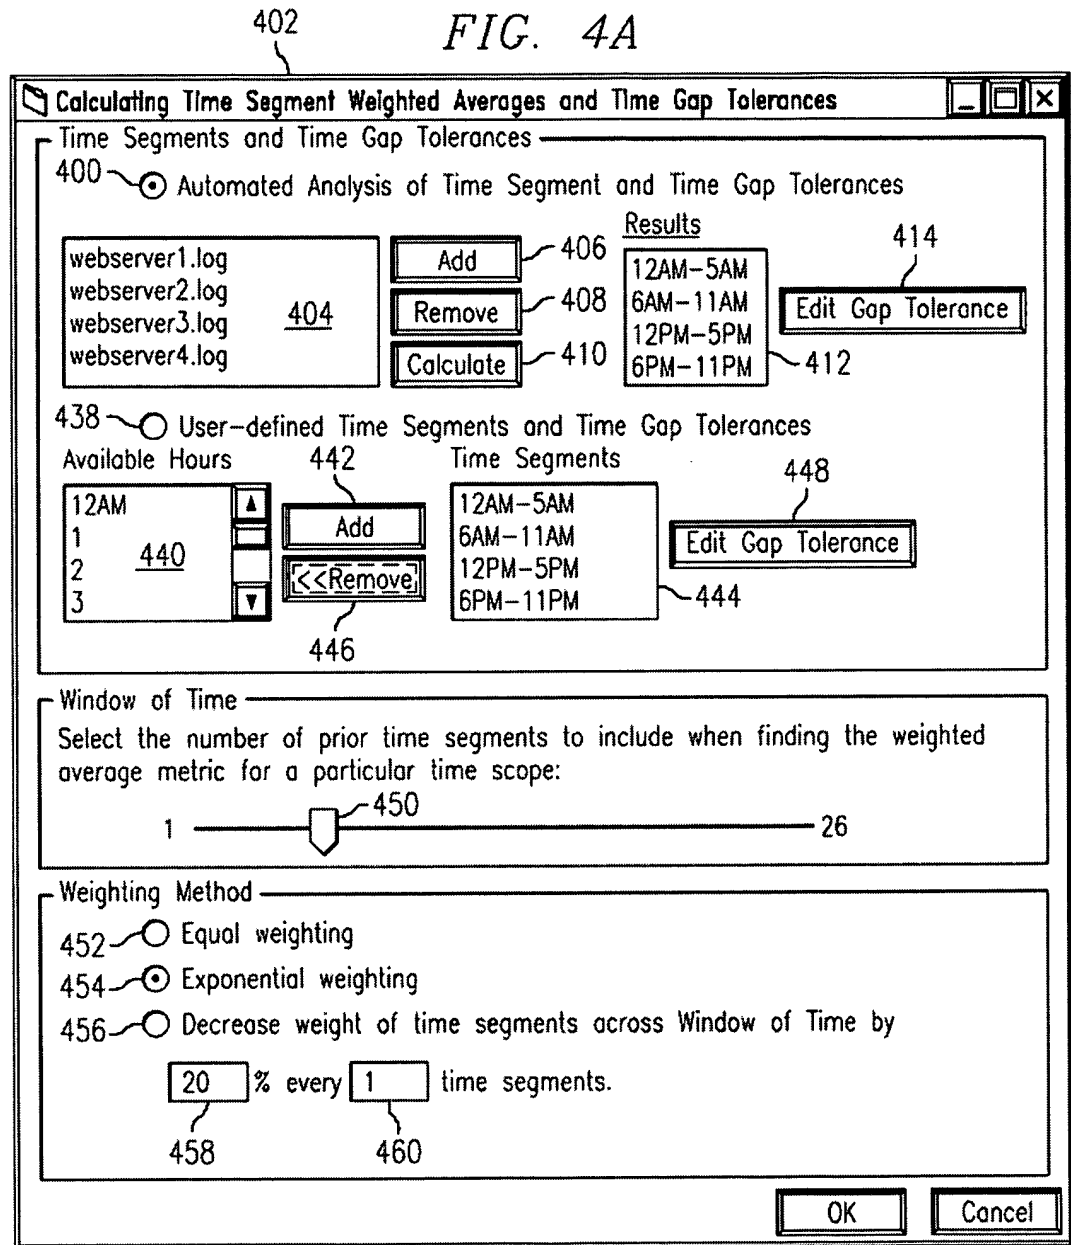 402
FIG. 4A
Calculating Time Segment Weighted Averages and Time Gap Tolerances
Time Segments and Time Gap Tolerances
400
Automated Analysis of Time Segment and Time Gap Tolerances
webserver1.log
webserver2.log
webserver3.log
webserver4.log
404
Add
406
Remove
408
Calculate
410
Results
12AM-5AM
6AM-11AM
12PM-5PM
6PM-11PM
412
414
Edit Gap Tolerance
438
User-defined Time Segments and Time Gap Tolerances
Available Hours
12AM
1
2
3
440
442
Add
<<Remove
446
Time Segments
12AM-5AM
6AM-11AM
12PM-5PM
6PM-11PM
444
448
Edit Gap Tolerance
Window of Time
Select the number of prior time segments to include when finding the weighted
average metric for a particular time scope:
450
1
26
Weighting Method
452
Equal weighting
454
Exponential weighting
456
Decrease weight of time segments across Window of Time by
20 % every 1 time segments.
458
460
OK
Cancel